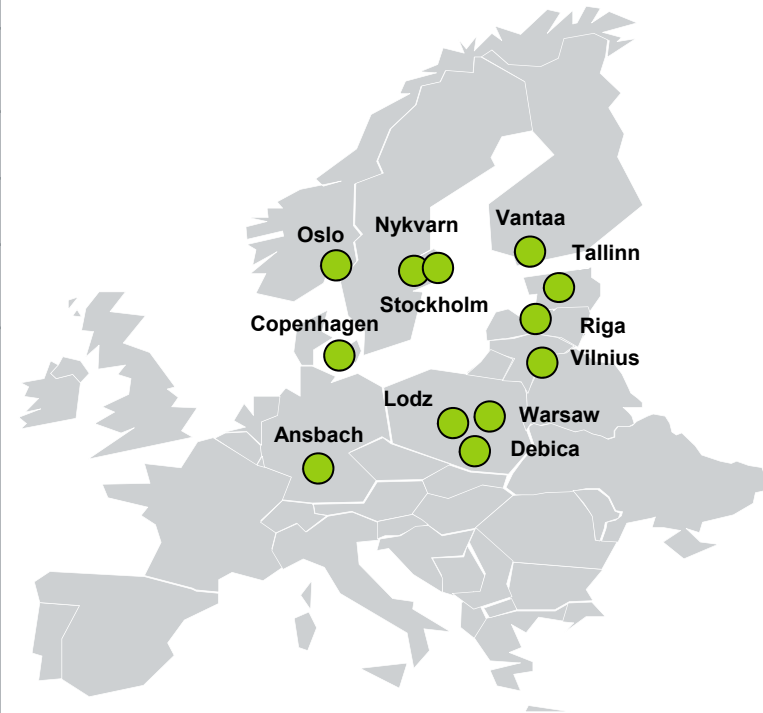 Nykvarn
Vantaa
Oslo
Tallinn
Stockholm
Copenhagen
Riga
Vilnius
Lodz
Warsaw
Ansbach
Debica